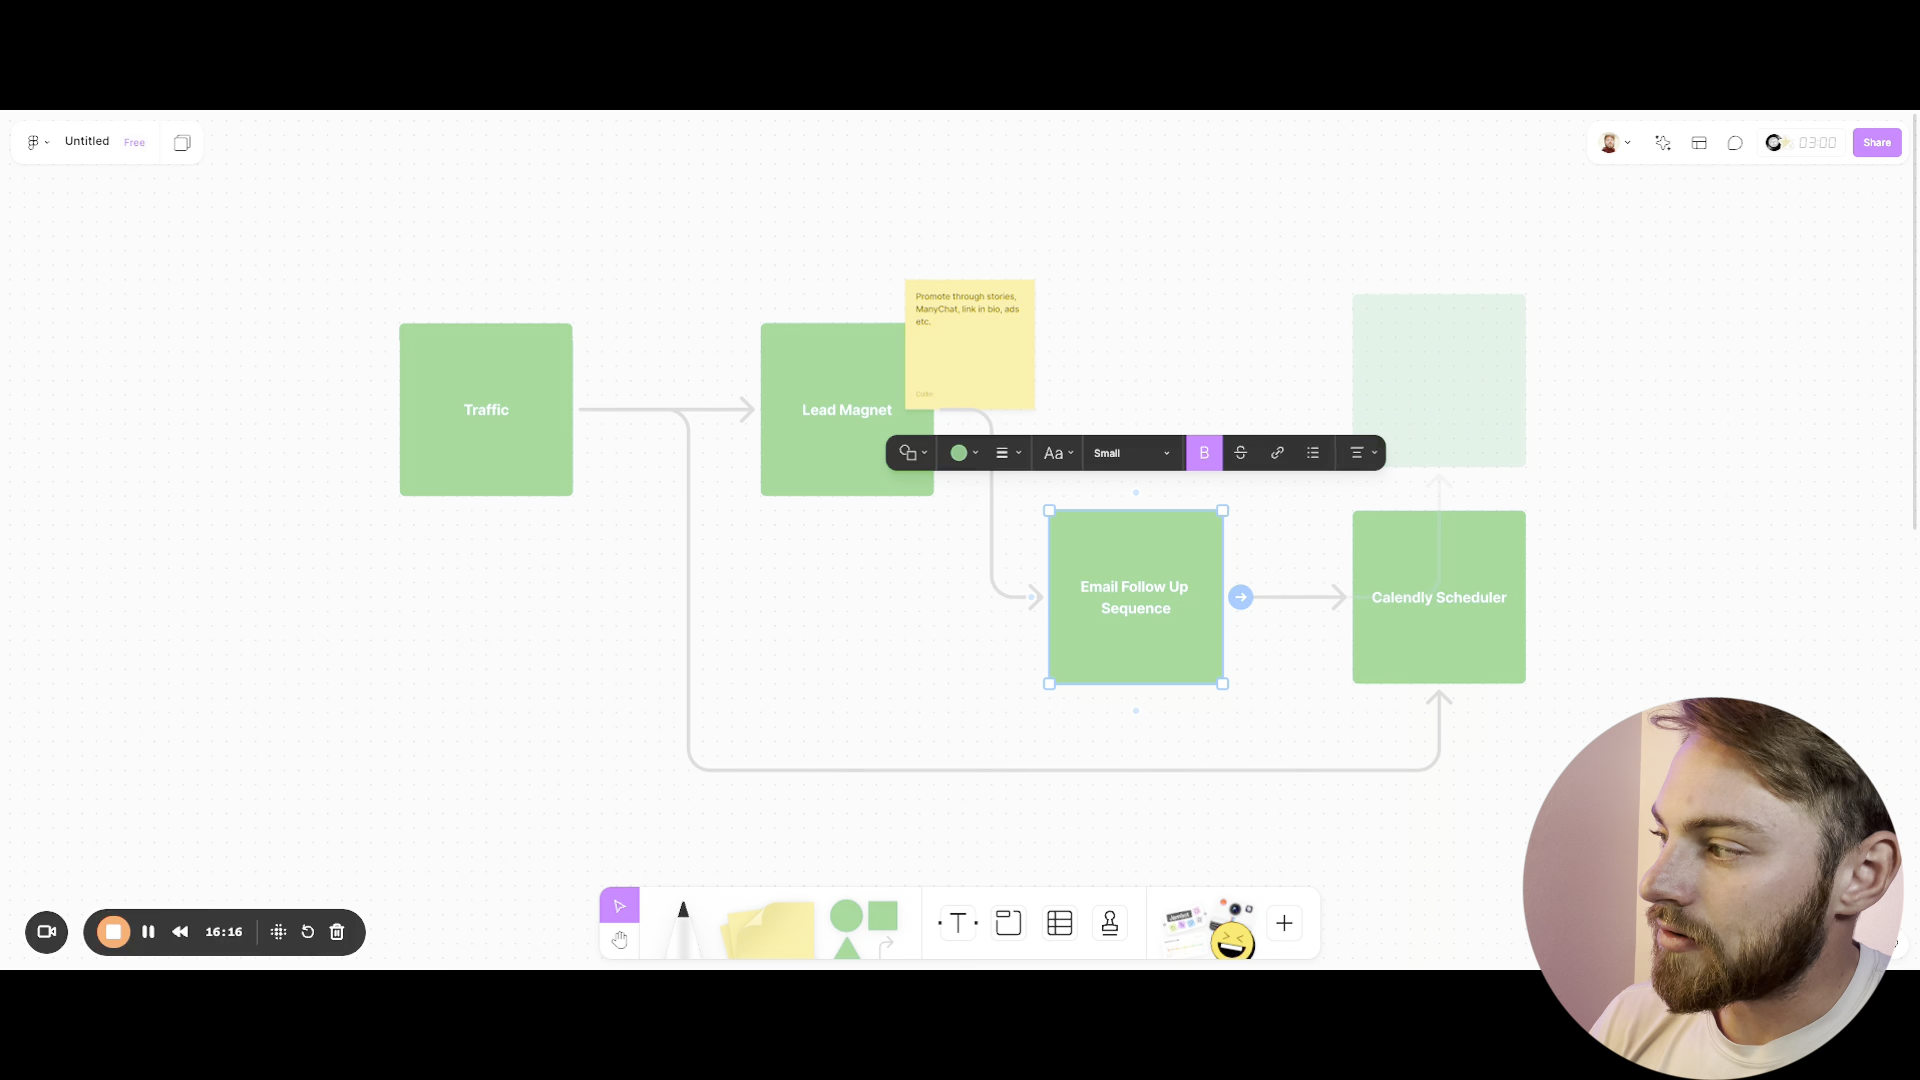 Untitled
Free
03:00
Share
Promote through stories,
ManyChat, link in bio, ads
etc.
Traffic
Lead Magnet
Aa
Small
B
S
Email Follow Up
Sequence
Calendly Scheduler
16:16
T